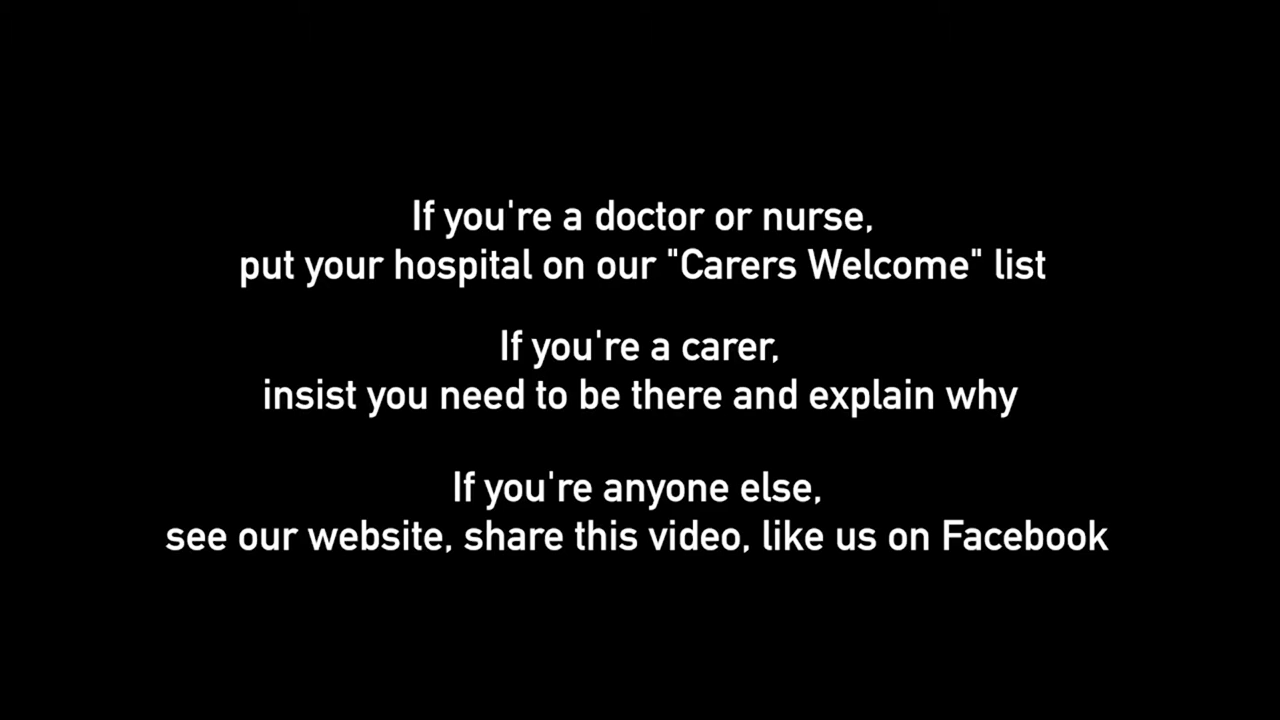 If you're a doctor or nurse,
put your hospital on our "Carers Welcome" list
If you're a carer,
insist you need to be there and explain why
If you're anyone else,
see our website, share this video, like us on Facebook